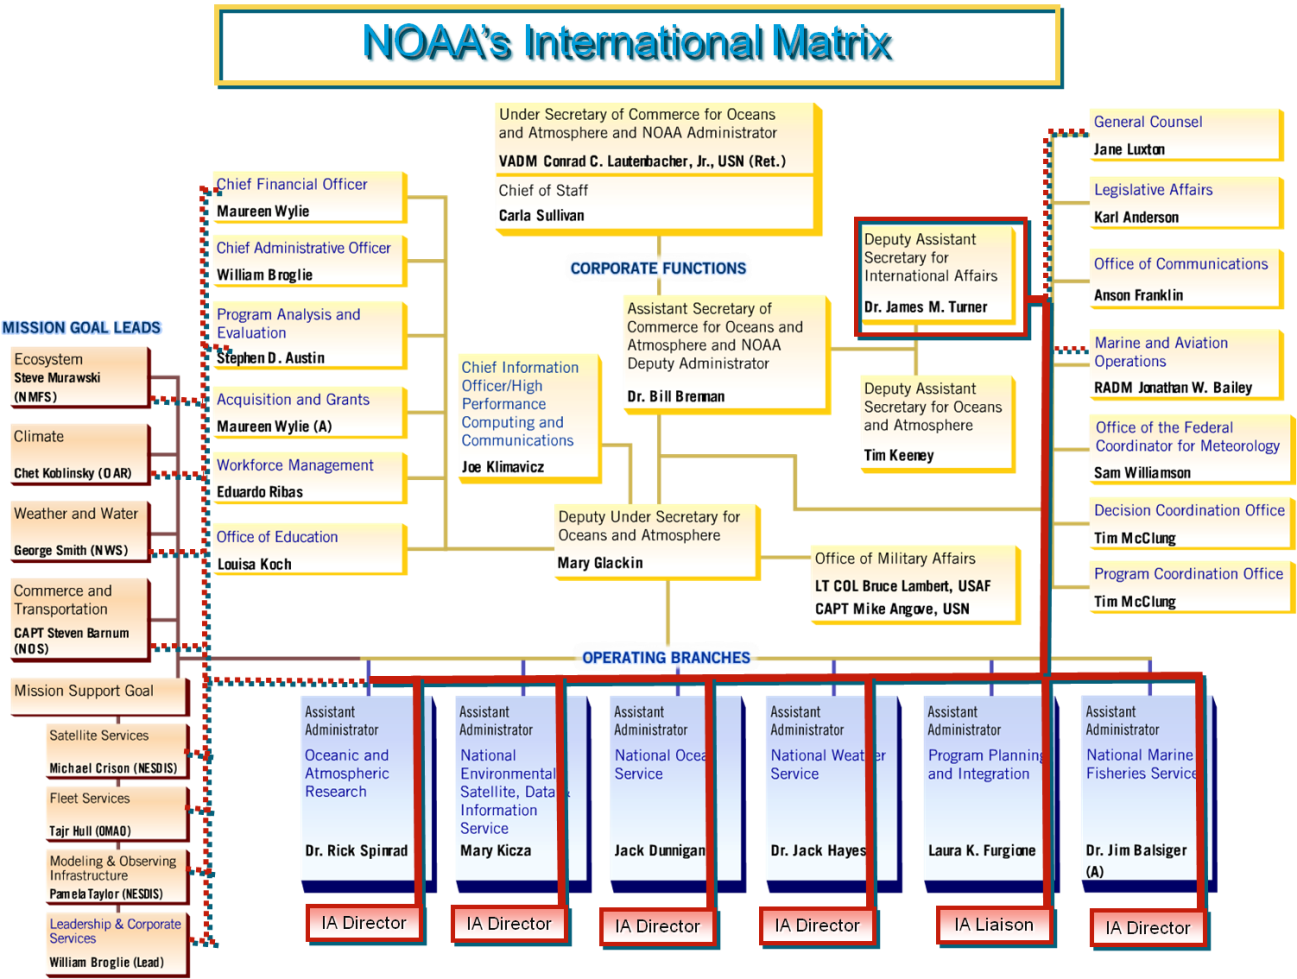 NOAA's International Matrix
Under Secretary of Commerce for Oceans
and Atmosphere and NOAA Administrator
VADM Conrad C. Lautenbacher, Jr., USN (Ret.)
Chief of Staff
Carla Sullivan
CORPORATE FUNCTIONS
Assistant Secretary of
Commerce for Oceans and
Atmosphere and NOAA
Deputy Administrator
Dr. Bill Brennan
Deputy Assistant
Secretary for
International Affairs
Dr. James M. Turner
Deputy Assistant
Secretary for Oceans
and Atmosphere
Tim Keeney
General Counsel
Jane Luxton
Legislative Affairs
Karl Anderson
Office of Communications
Anson Franklin
Marine and Aviation
Operations
RADM Jonathan W. Bailey
Office of the Federal
Coordinator for Meteorology
Sam Williamson
Decision Coordination Office
Tim McClung
Program Coordination Office
Tim McClung
Chief Financial Officer
Maureen Wylie
Chief Administrative Officer
William Broglie
Program Analysis and
Evaluation
Stephen D. Austin
Acquisition and Grants
Maureen Wylie (A)
Workforce Management
Eduardo Ribas
Office of Education
Louisa Koch
Chief Information
Officer/High
Performance
Computing and
Communications
Joe Klimavicz
Deputy Under Secretary for
Oceans and Atmosphere
Mary Glackin
Office of Military Affairs
LT COL Bruce Lambert, USAF
CAPT Mike Angove, USN
MISSION GOAL LEADS
Ecosystem
Steve Murawski
(NMFS)
Climate
Chet Koblinsky (OAR)
Weather and Water
George Smith (NWS)
Commerce and
Transportation
CAPT Steven Barnum
(NOS)
Mission Support Goal
Satellite Services
Michael Crison (NESDIS)
Fleet Services
Tajr Hull (OMAO)
Modeling & Observing
Infrastructure
Pamela Taylor (NESDIS)
Leadership & Corporate
Services
William Broglie (Lead)
OPERATING BRANCHES
Assistant
Administrator
Oceanic and
Atmospheric
Research
Dr. Rick Spinrad
IA Director
Assistant
Administrator
National
Environmental
Satellite, Data &
Information
Service
Mary Kicza
IA Director
Assistant
Administrator
National Ocean
Service
Jack Dunnigan
IA Director
Assistant
Administrator
National Weather
Service
Dr. Jack Hayes
IA Director
Assistant
Administrator
Program Planning
and Integration
Laura K. Furgione
IA Liaison
Assistant
Administrator
National Marine
Fisheries Service
Dr. Jim Balsiger
(A)
IA Director